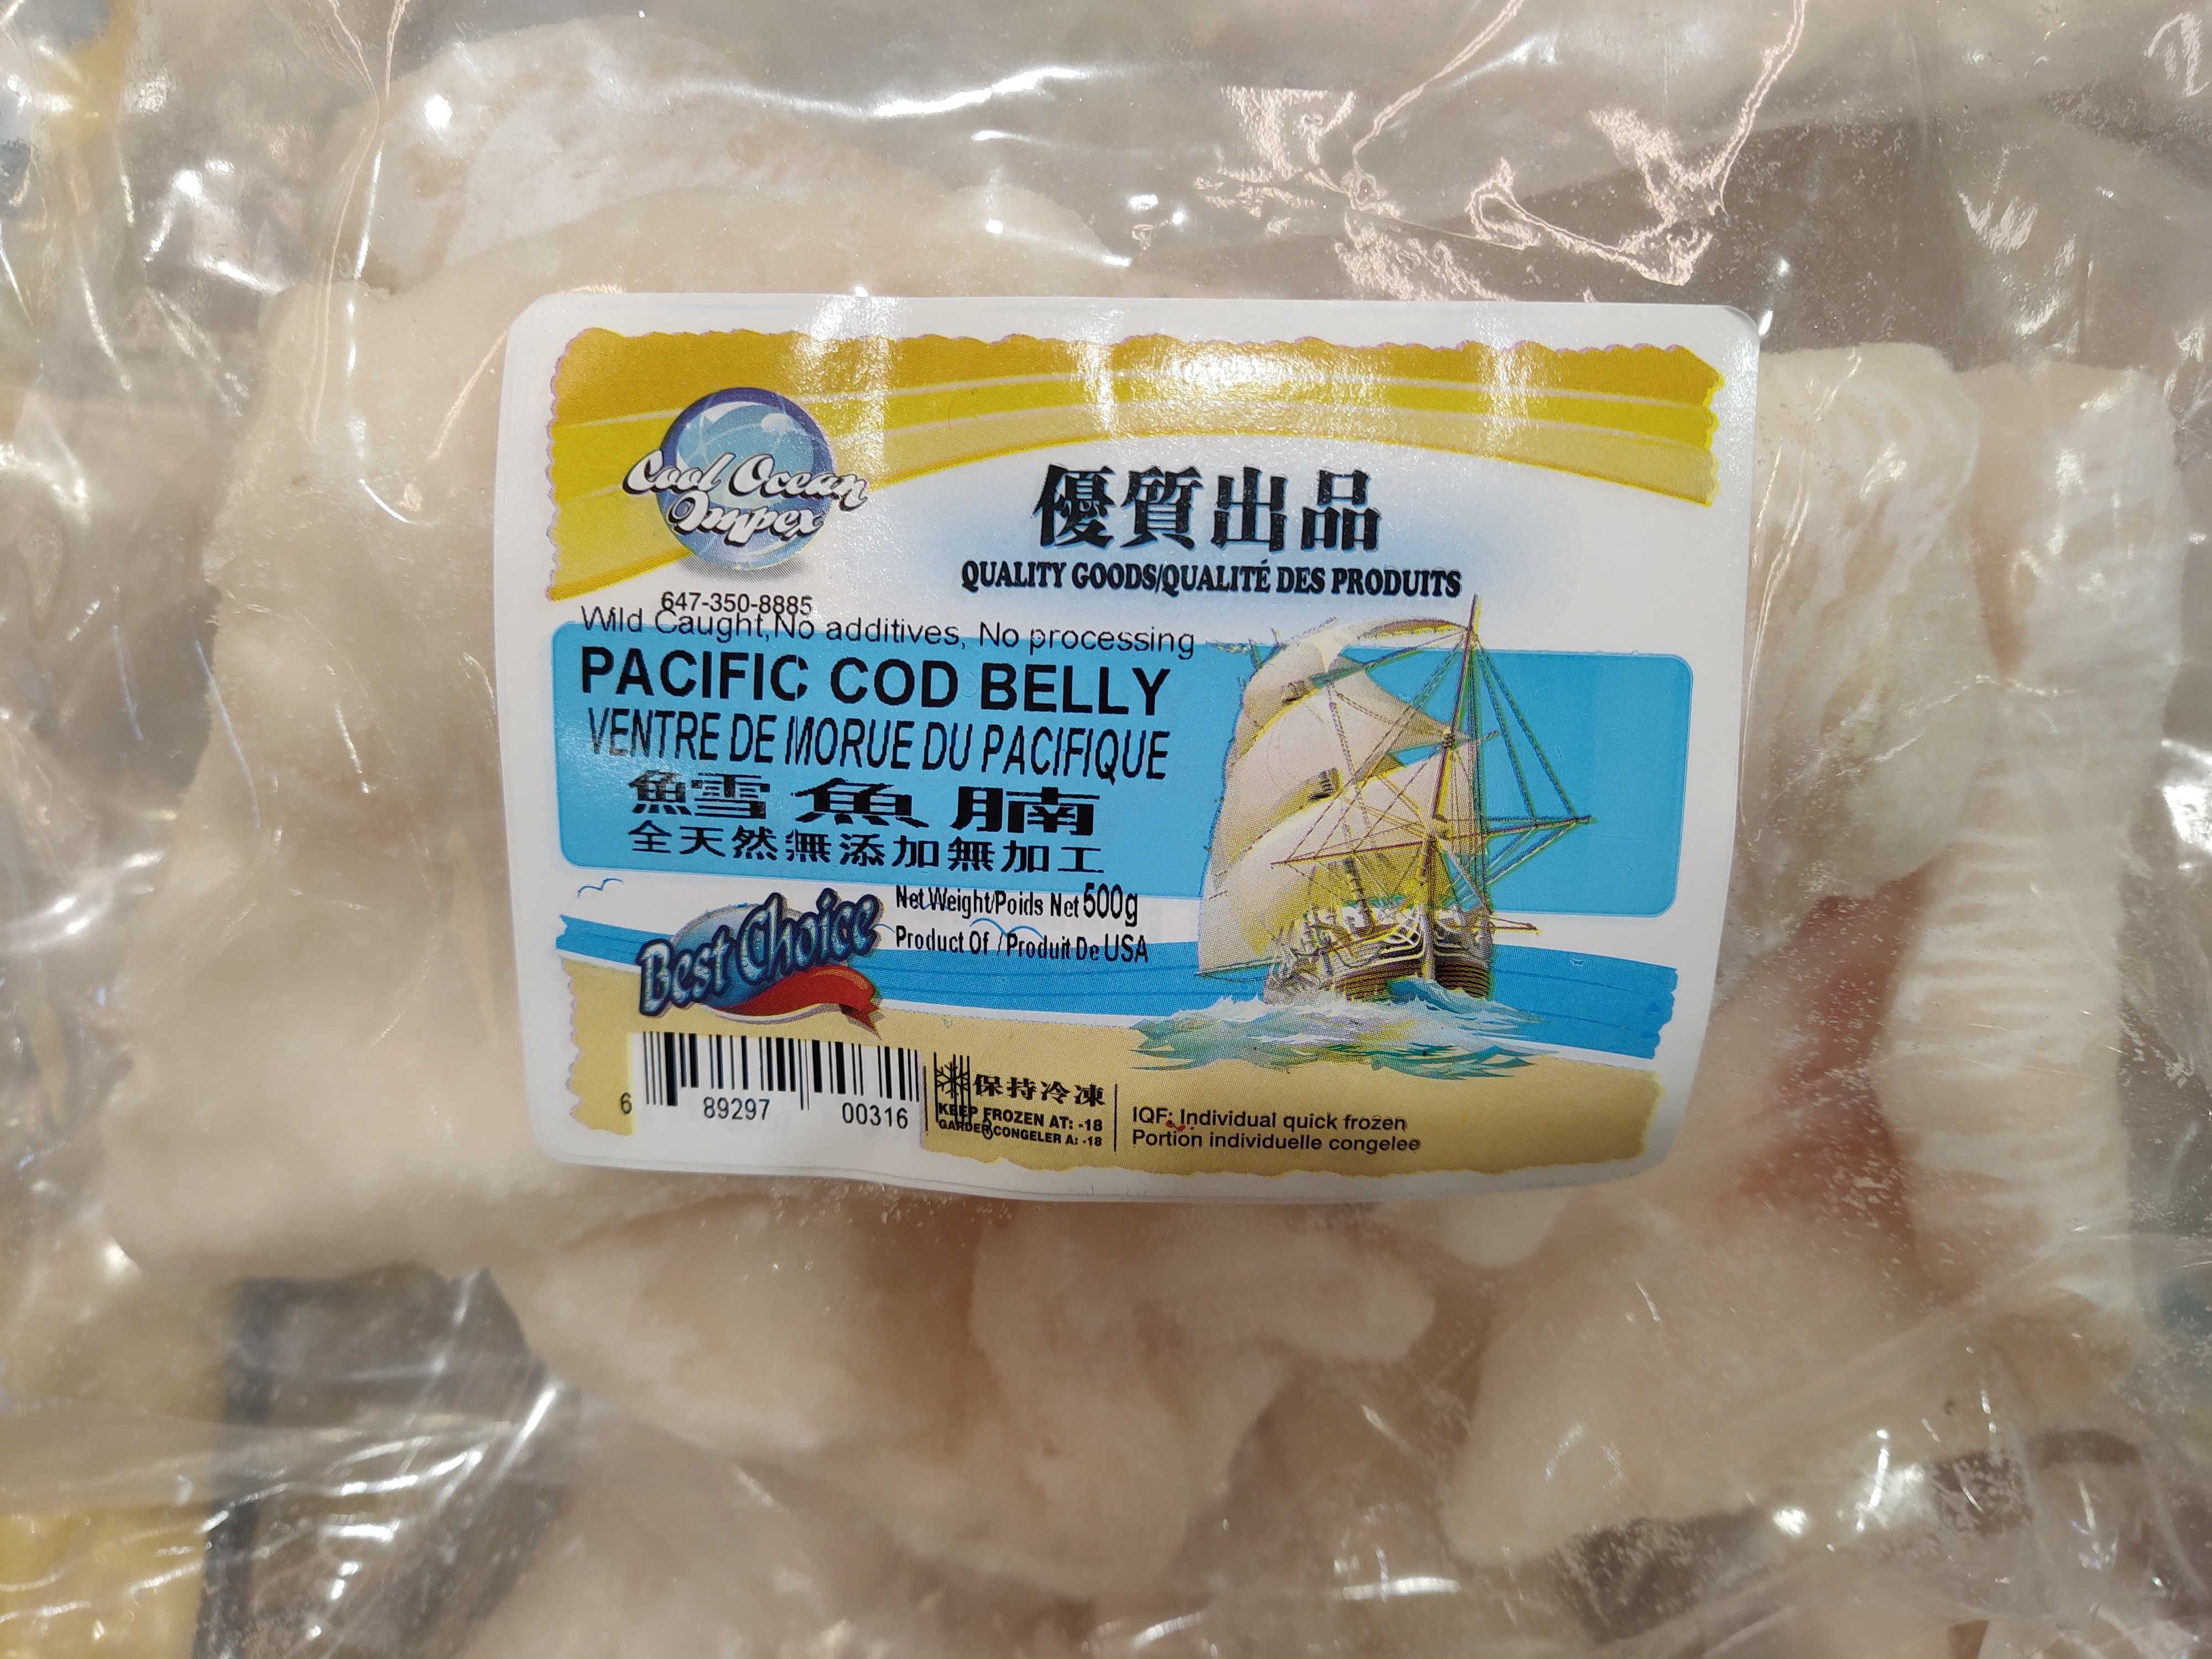 Cool Ocean
Impex
647-350-8885
優質出品
QUALITY GOODS/QUALITÉ DES PRODUITS
Wild Caught,No additives, No processing
PACIFIC COD BELLY
VENTRE DE MORUE DU PACIFIQUE
鱈魚腩
全天然無添加無加工
Best Choice
Net Weight/Poids Net 500g
Product Of / Produit De USA
6 89297 00316
保持冷凍
KEEP FROZEN AT: -18
GARDER CONGELER A: -18
IQF: Individual quick frozen
Portion individuelle congelee